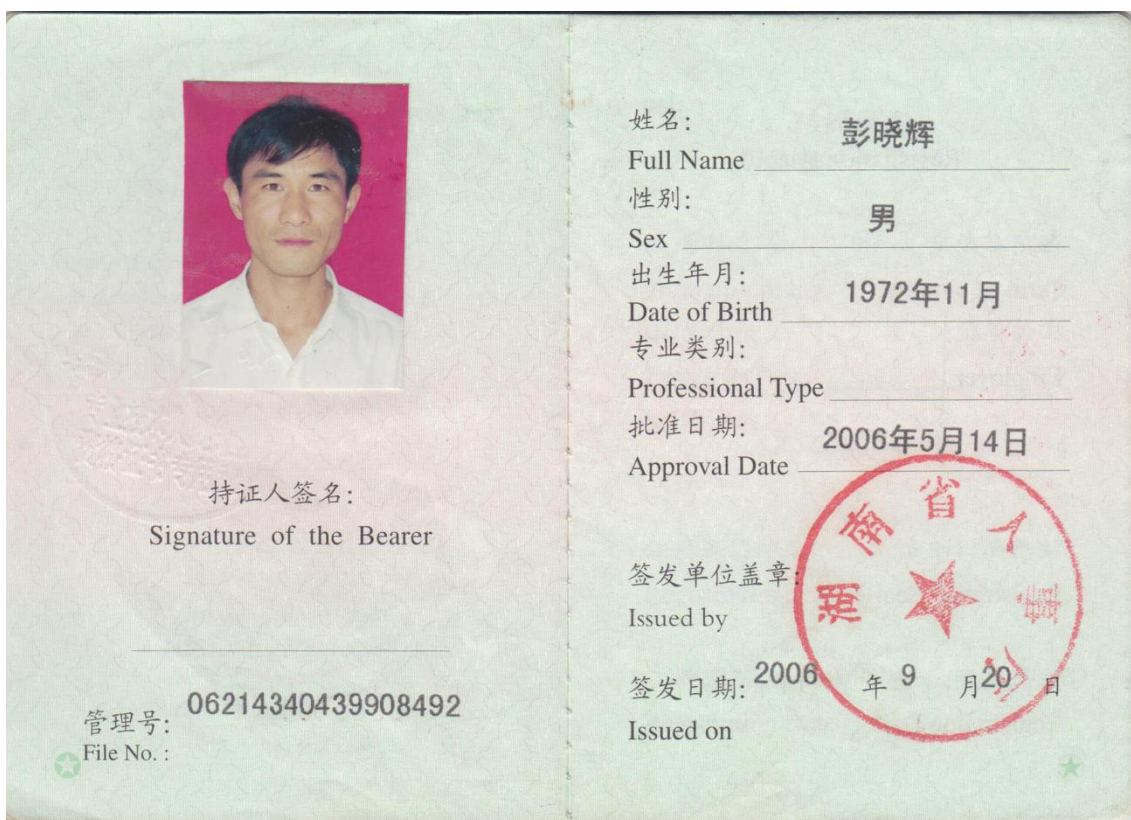 持证人签名:
Signature of the Bearer
管理号: 06214340439908492
File No. :
姓名: 彭晓辉
Full Name
性别: 男
Sex
出生年月: 1972年11月
Date of Birth
专业类别:
Professional Type
批准日期: 2006年5月14日
Approval Date
签发单位盖章:
Issued by
湖南省人事厅
签发日期: 2006 年 9 月 20 日
Issued on